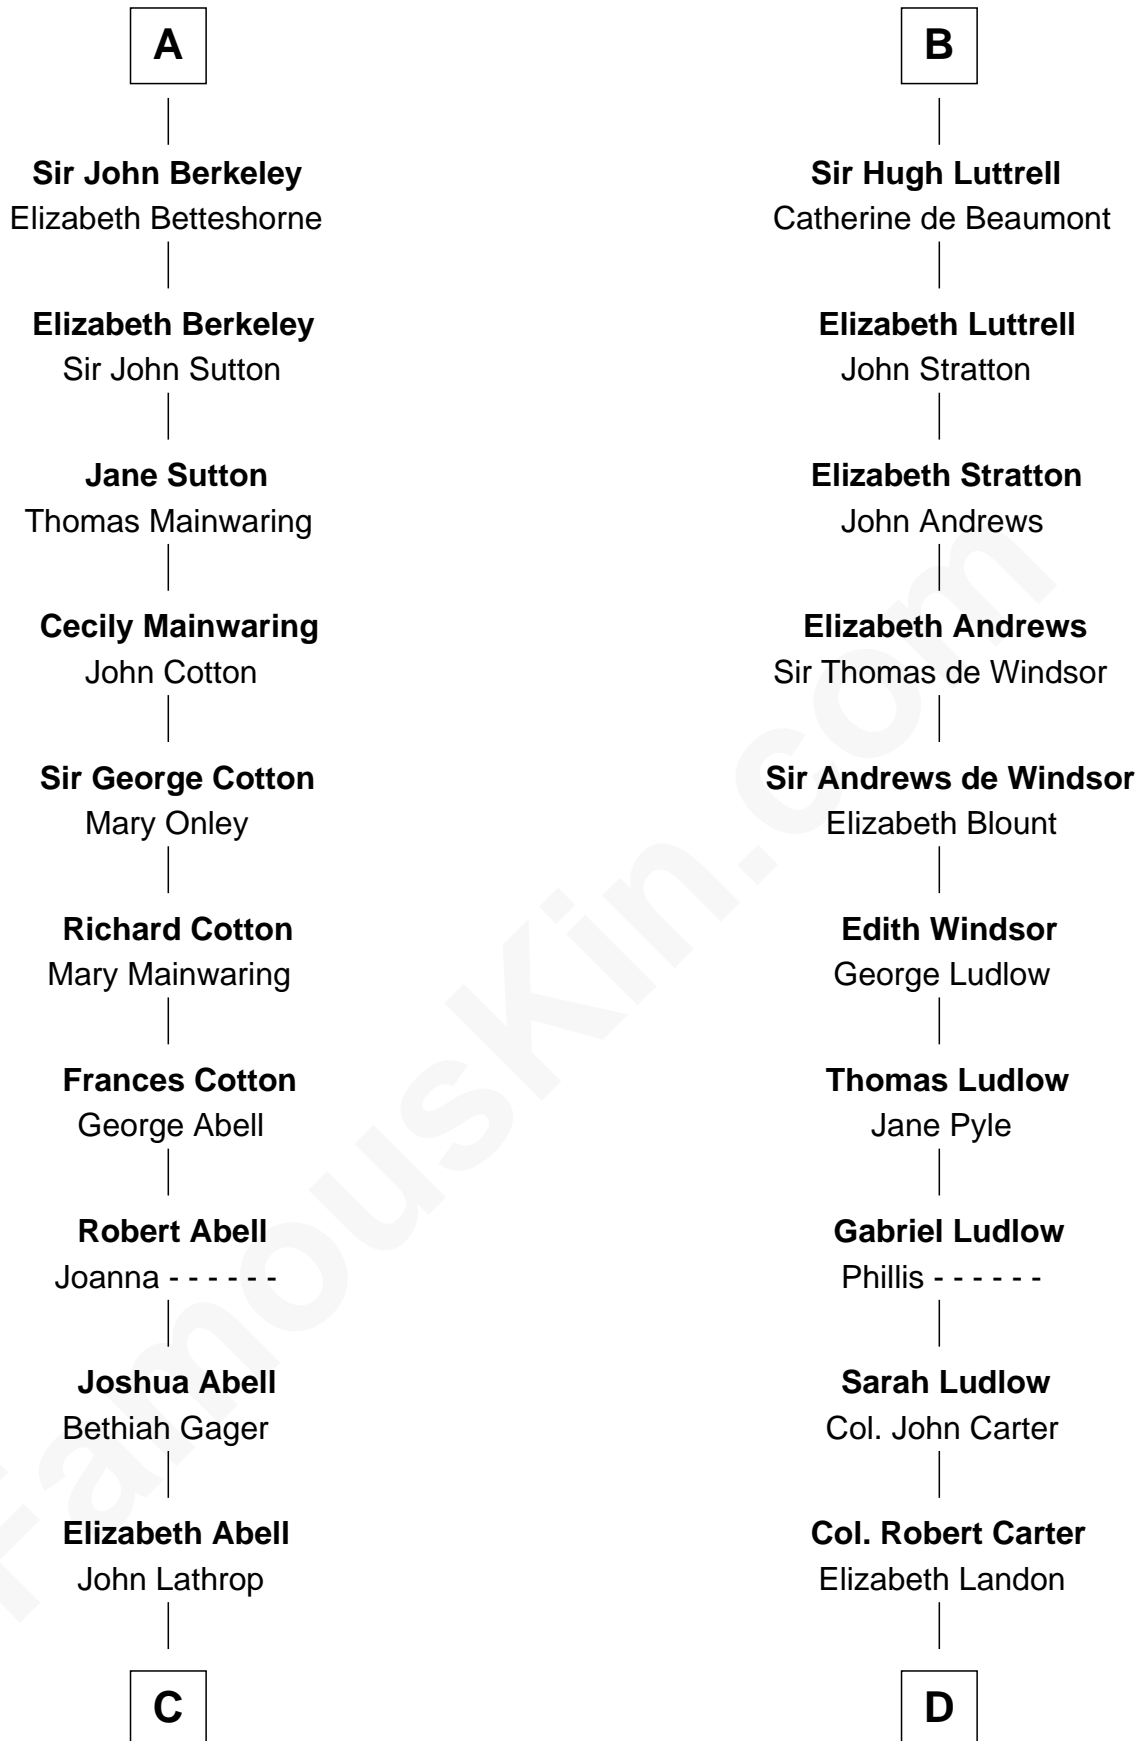 A
Sir John Berkeley
Elizabeth Betteshorne
Elizabeth Berkeley
Sir John Sutton
Jane Sutton
Thomas Mainwaring
Cecily Mainwaring
John Cotton
Sir George Cotton
Mary Onley
Richard Cotton
Mary Mainwaring
Frances Cotton
George Abell
Robert Abell
Joanna - - - - - -
Joshua Abell
Bethiah Gager
Elizabeth Abell
John Lathrop
C
B
Sir Hugh Luttrell
Catherine de Beaumont
Elizabeth Luttrell
John Stratton
Elizabeth Stratton
John Andrews
Elizabeth Andrews
Sir Thomas de Windsor
Sir Andrews de Windsor
Elizabeth Blount
Edith Windsor
George Ludlow
Thomas Ludlow
Jane Pyle
Gabriel Ludlow
Phillis - - - - - -
Sarah Ludlow
Col. John Carter
Col. Robert Carter
Elizabeth Landon
D
FamousKin.com